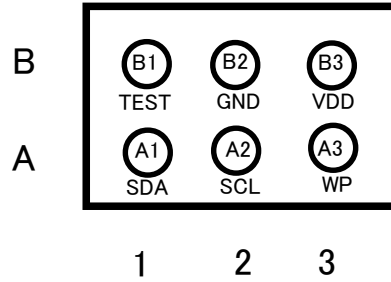 B B1 B2 B3
TEST GND VDD
A A1 A2 A3
SDA SCL WP
1 2 3